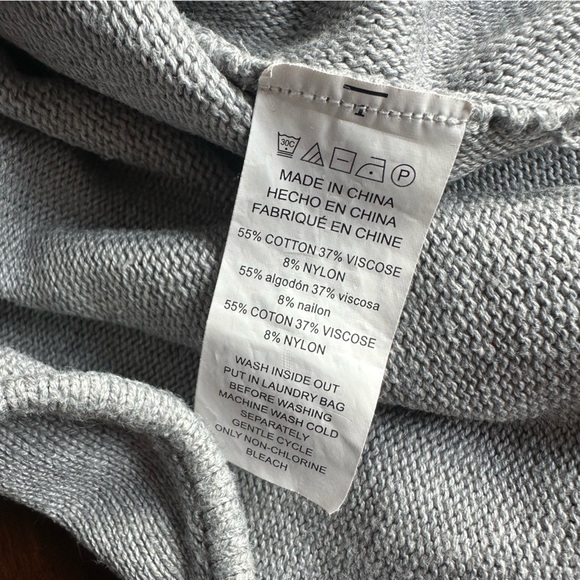 30C P
MADE IN CHINA
HECHO EN CHINA
FABRIQUÉ EN CHINE
55% COTTON 37% VISCOSE
8% NYLON
55% algodón 37% viscosa
8% nailon
55% COTON 37% VISCOSE
8% NYLON
WASH INSIDE OUT
PUT IN LAUNDRY BAG
BEFORE WASHING
MACHINE WASH COLD
SEPARATELY
GENTLE CYCLE
ONLY NON-CHLORINE
BLEACH